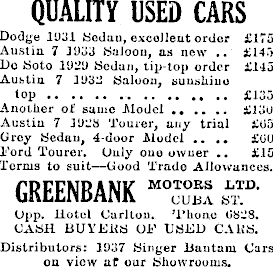 QUALITY USED CARS
Dodge 1931 Sedan, excellent order £175
Austin 7 1933 Saloon, as new .. £145
De Soto 1929 Sedan, tip-top order £145
Austin 7 1932 Saloon, sunshine
top .. .. .. .. .. .. £135
Another of same Model .. .. .. £130
Austin 7 1928 Tourer, any trial £65
Grey Sedan, 4-door Model .. .. £60
Ford Tourer. Only one owner .. £15
Terms to suit—Good Trade Allowances.
GREENBANK MOTORS LTD.
CUBA ST.
Opp. Hotel Carlton. 'Phone 6828.
CASH BUYERS OF USED CARS.
Distributors: 1937 Singer Bantam Cars
on view at our Showrooms.